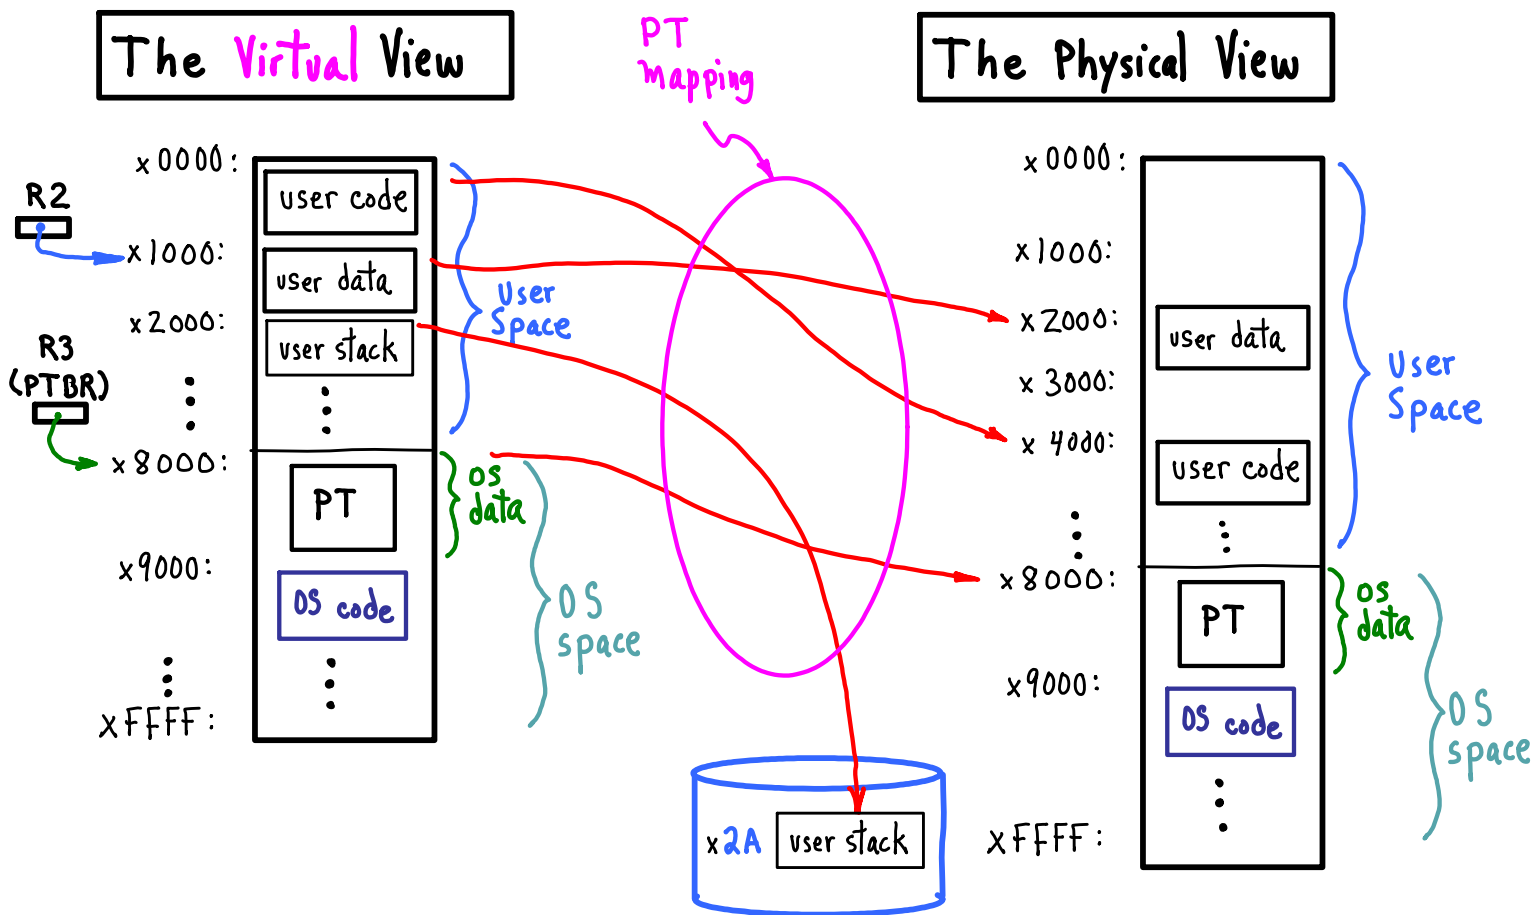 The Virtual View
PT
mapping
The Physical View
x0000:
user code
R2
x1000:
user data
x2000:
user stack
User
Space
R3
(PTBR)
x8000:
PT
OS
data
x9000:
OS code
OS
space
xFFFF:
x2A
user stack
x0000:
x1000:
x2000:
user data
x3000:
x4000:
user code
User
Space
x8000:
PT
OS
data
x9000:
OS code
OS
space
xFFFF: